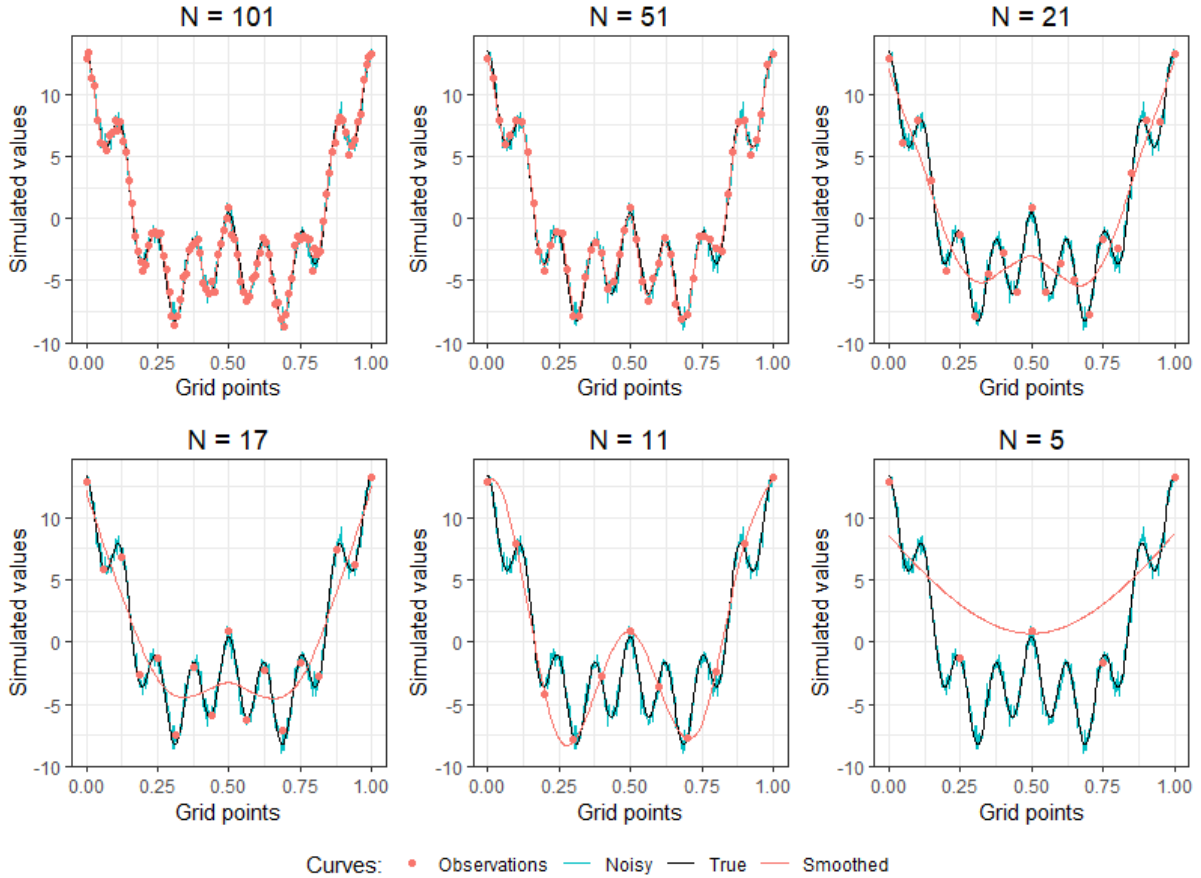 N = 101
N = 51
N = 21
Simulated values
10
5
0
-5
-10
0.00 0.25 0.50 0.75 1.00
Grid points
Simulated values
10
5
0
-5
-10
0.00 0.25 0.50 0.75 1.00
Grid points
Simulated values
10
5
0
-5
-10
0.00 0.25 0.50 0.75 1.00
Grid points
N = 17
N = 11
N = 5
Simulated values
10
5
0
-5
-10
0.00 0.25 0.50 0.75 1.00
Grid points
Simulated values
10
5
0
-5
-10
0.00 0.25 0.50 0.75 1.00
Grid points
Simulated values
10
5
0
-5
-10
0.00 0.25 0.50 0.75 1.00
Grid points
Curves: Observations Noisy True Smoothed